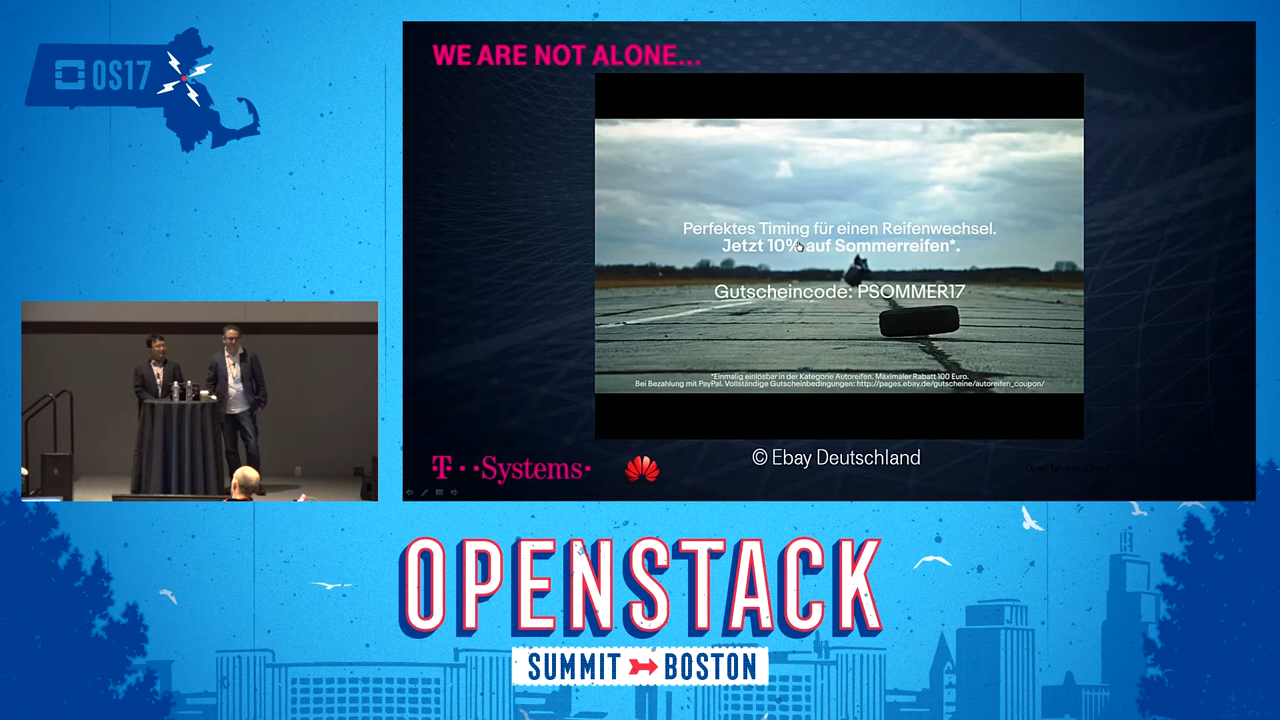 OS17
WE ARE NOT ALONE...
Perfektes Timing für einen Reifenwechsel.
Jetzt 10% auf Sommerreifen*.
Gutscheincode: PSOMMER17
*Einmalig einlösbar in der Kategorie Autoreifen. Maximaler Rabatt 100 Euro.
Bei Bezahlung mit PayPal. Vollständige Gutscheinbedingungen: http://pages.ebay.de/gutscheine/autoreifen_coupon/
© Ebay Deutschland
T··Systems·
OPENSTACK
SUMMIT BOSTON